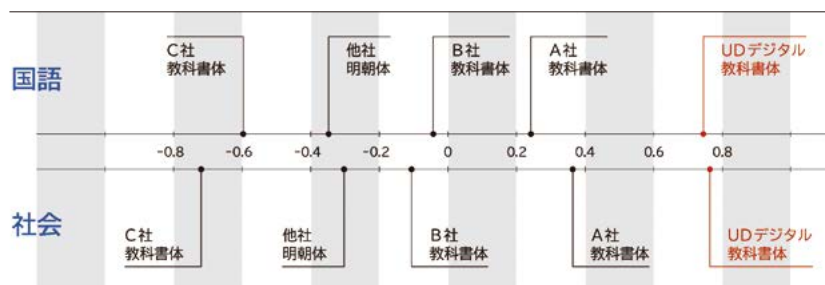 国語
C社
教科書体
他社
明朝体
B社
教科書体
A社
教科書体
UDデジタル
教科書体
-0.8 -0.6 -0.4 -0.2 0 0.2 0.4 0.6 0.8
社会
C社
教科書体
他社
明朝体
B社
教科書体
A社
教科書体
UDデジタル
教科書体